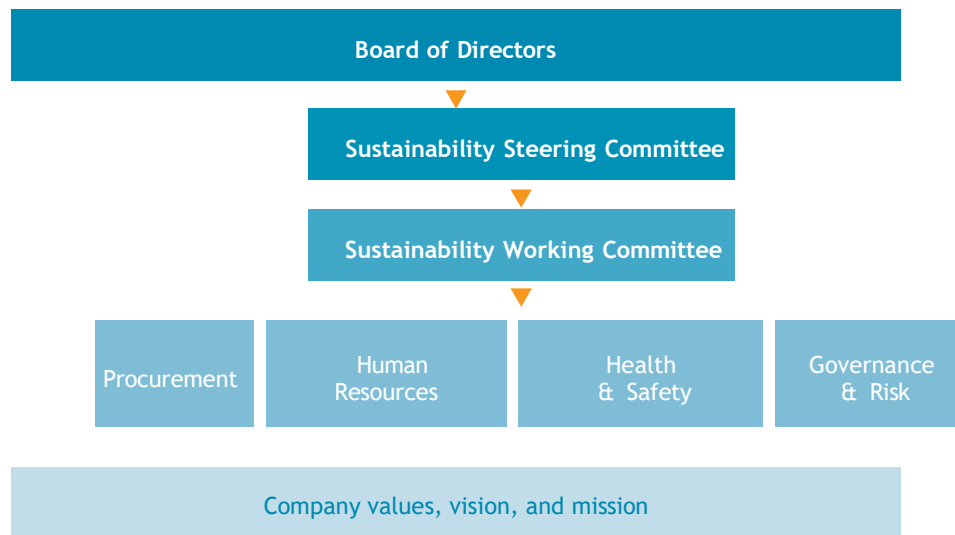 Board of Directors
Sustainability Steering Committee
Sustainability Working Committee
Procurement
Human
Resources
Health
& Safety
Governance
& Risk
Company values, vision, and mission